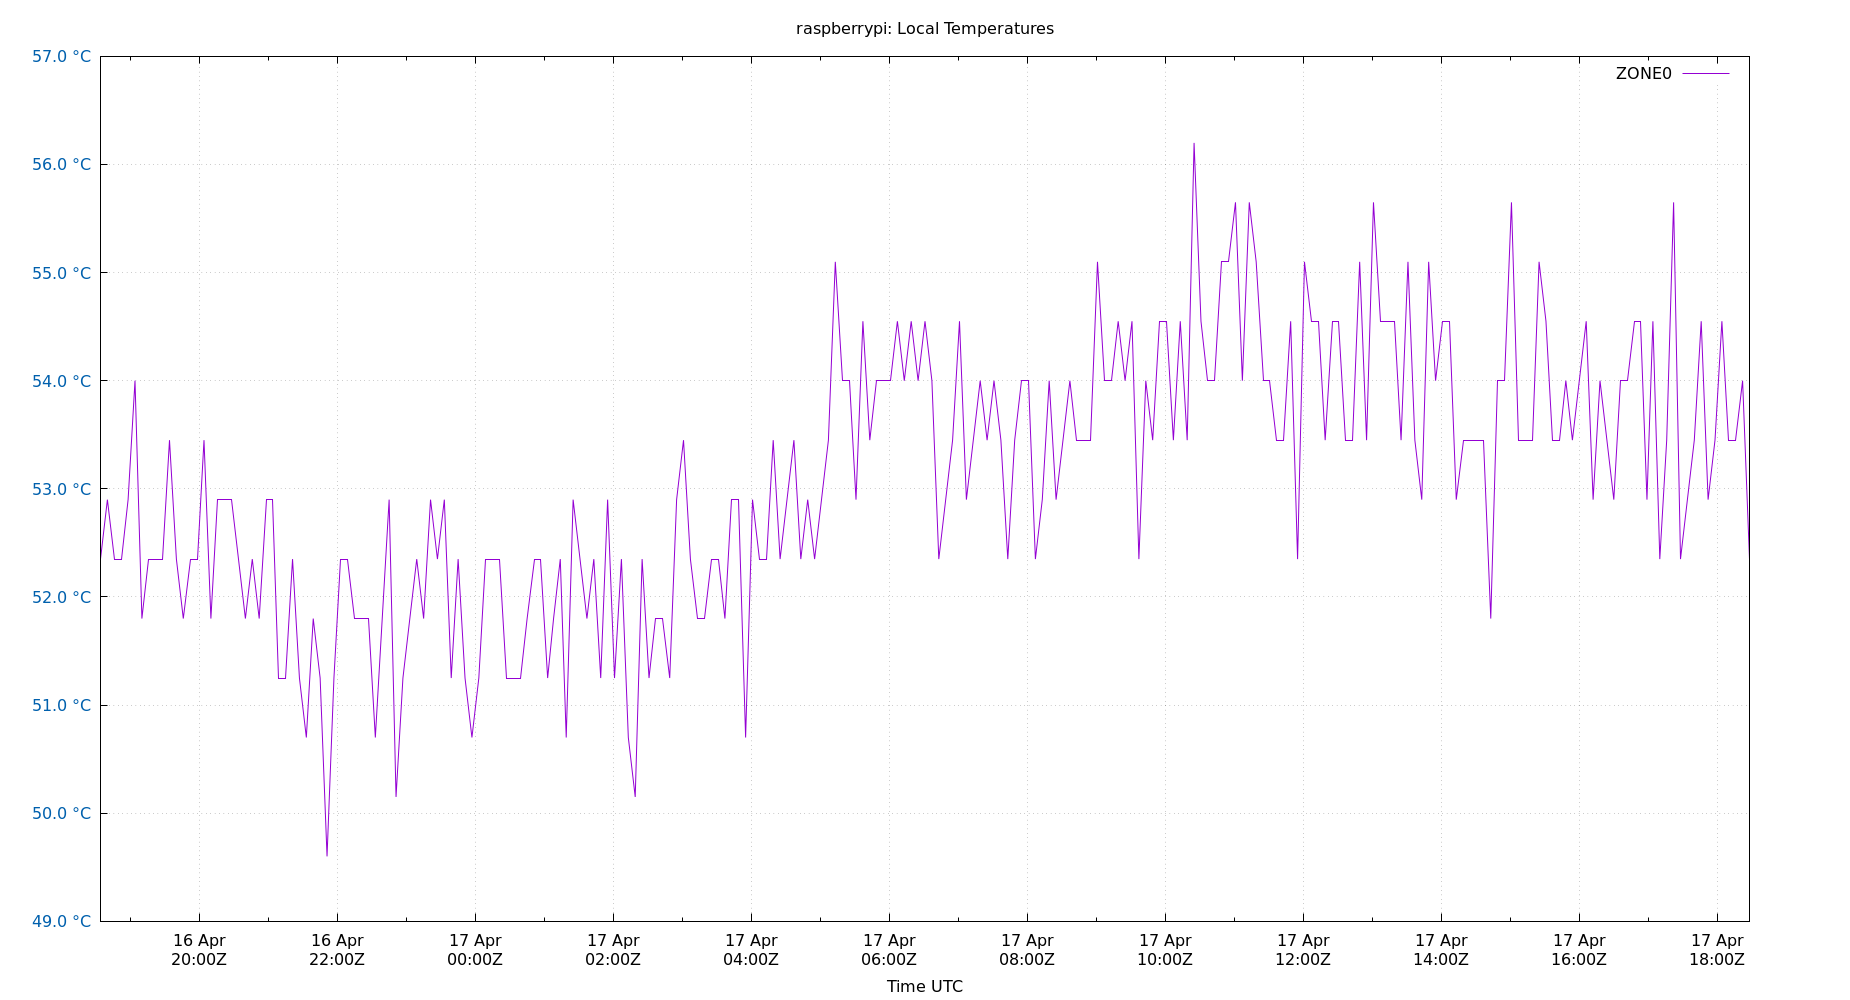 raspberrypi: Local Temperatures
57.0 °C
ZONE0
56.0 °C
55.0 °C
54.0 °C
53.0 °C
52.0 °C
51.0 °C
50.0 °C
49.0 °C
16 Apr 16 Apr 17 Apr 17 Apr 17 Apr 17 Apr 17 Apr 17 Apr 17 Apr 17 Apr 17 Apr 17 Apr
20:00Z 22:00Z 00:00Z 02:00Z 04:00Z 06:00Z 08:00Z 10:00Z 12:00Z 14:00Z 16:00Z 18:00Z
Time UTC